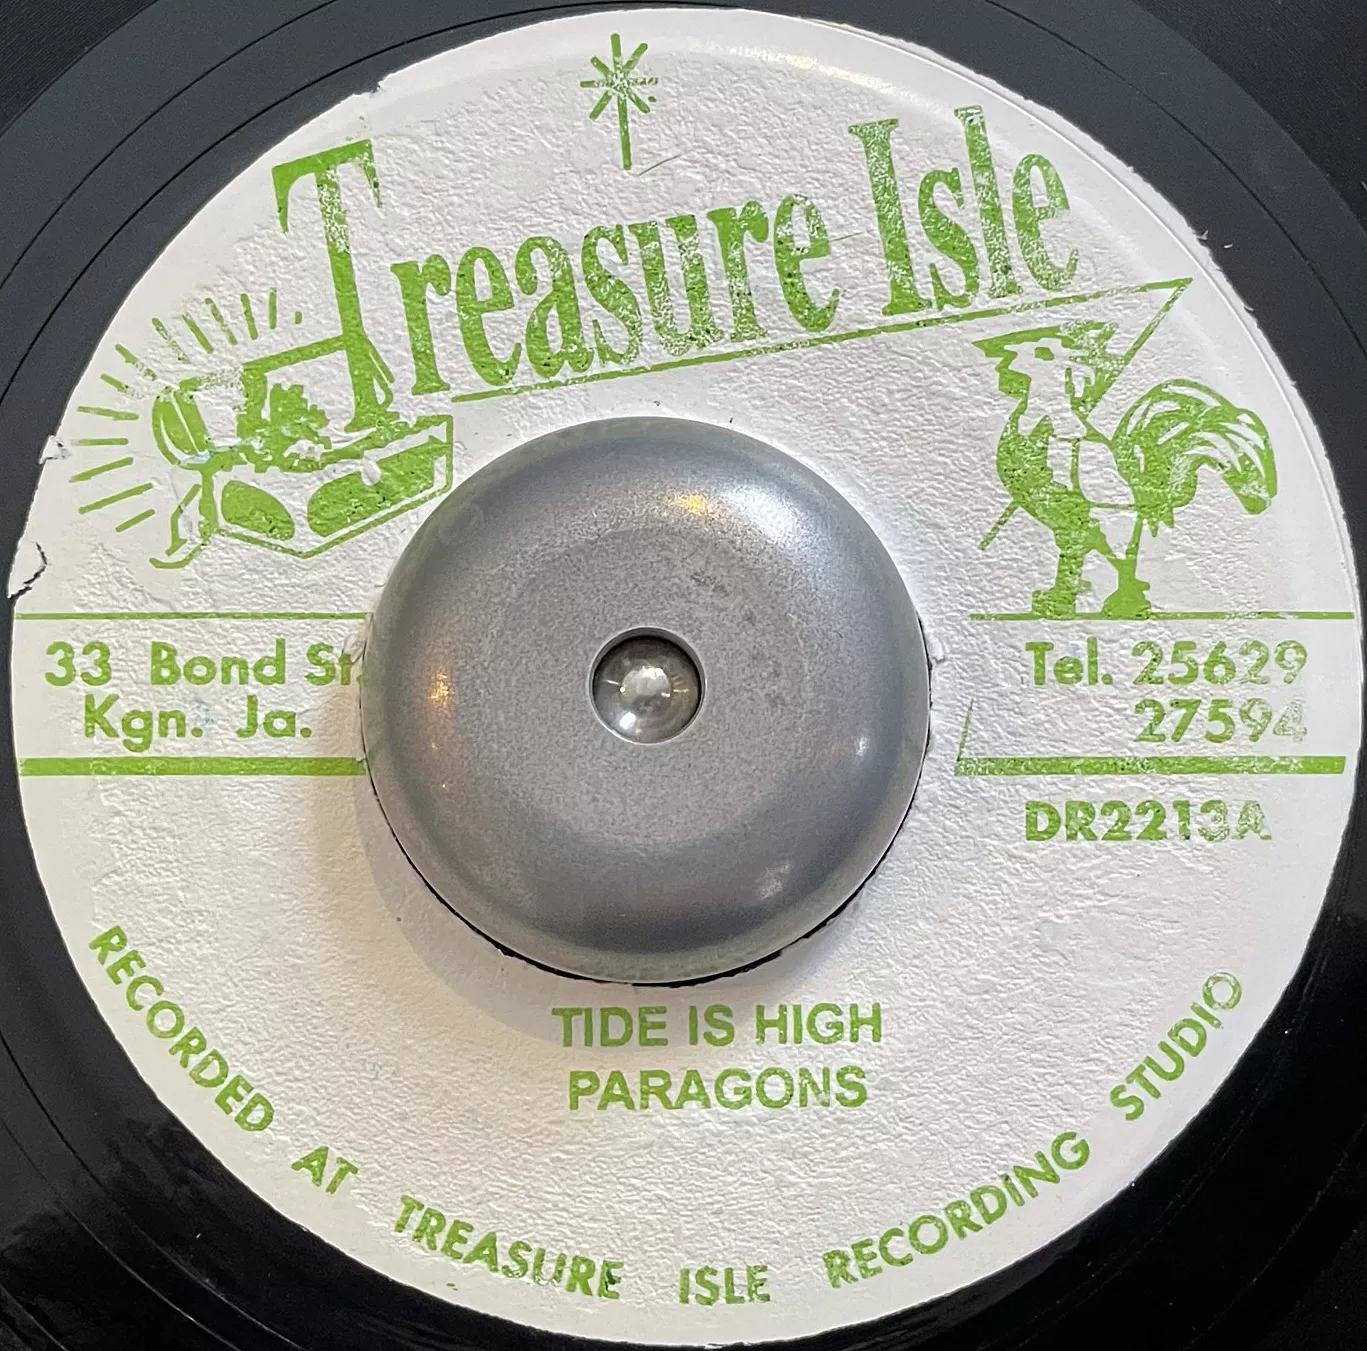 Treasure Isle
33 Bond St.
Kgn. Ja.
Tel. 25629
27594
DR2213A
TIDE IS HIGH
PARAGONS
RECORDED AT TREASURE ISLE RECORDING STUDIO